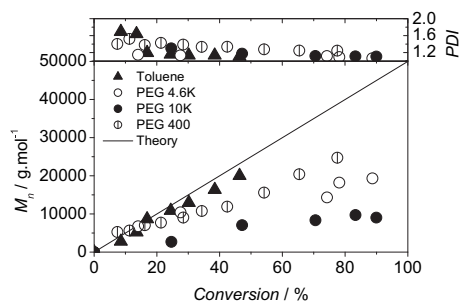 2.0
1.6
1.2
PDI
50000
40000
30000
20000
10000
0
Toluene
PEG 4.6K
PEG 10K
PEG 400
Theory
Mn / g.mol-1
0 20 40 60 80 100
Conversion / %